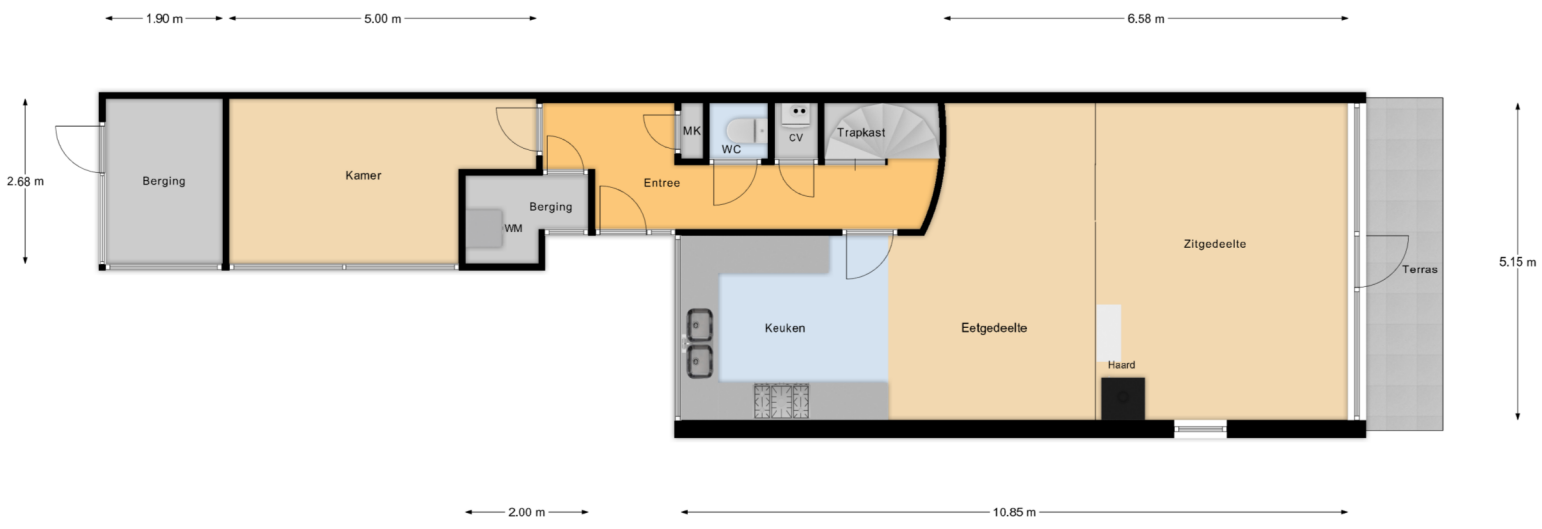 1.90 m
5.00 m
6.58 m
2.68 m
Berging
Kamer
MK
WC
CV
Trapkast
Entree
Berging
WM
Zitgedeelte
5.15 m
Terras
Keuken
Eetgedeelte
Haard
2.00 m
10.85 m